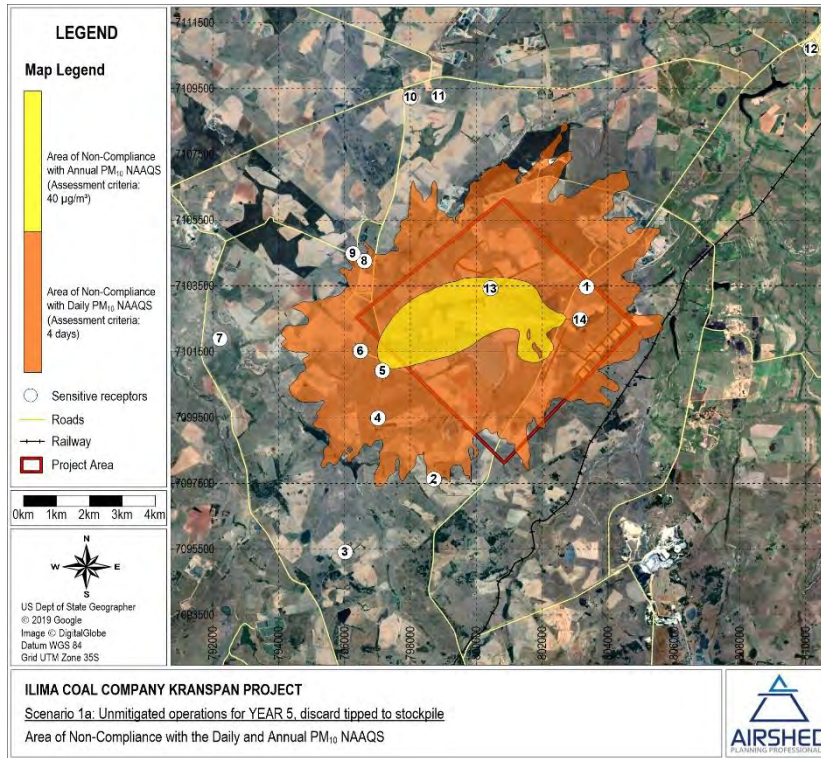 LEGEND
Map Legend
Area of Non-Compliance
with Annual PM₁₀ NAAQS
(Assessment criteria:
40 µg/m³)
Area of Non-Compliance
with Daily PM₁₀ NAAQS
(Assessment criteria:
4 days)
Sensitive receptors
Roads
Railway
Project Area
0km 1km 2km 3km 4km
N
W E
S
US Dept of State Geographer
© 2019 Google
Image © DigitalGlobe
Datum WGS 84
Grid UTM Zone 35S
7111500
12
7109500
10
11
7107500
7105500
9
8
7103500
13
1
14
7
7101500
6
5
7099500
4
7097500
2
3
7095500
7093500
792000
794000
796000
798000
802000
804000
806000
808000
ILIMA COAL COMPANY KRANSPAN PROJECT
Scenario 1a: Unmitigated operations for YEAR 5, discard tipped to stockpile
Area of Non-Compliance with the Daily and Annual PM₁₀ NAAQS
AIRSHED
PLANNING PROFESSIONAL